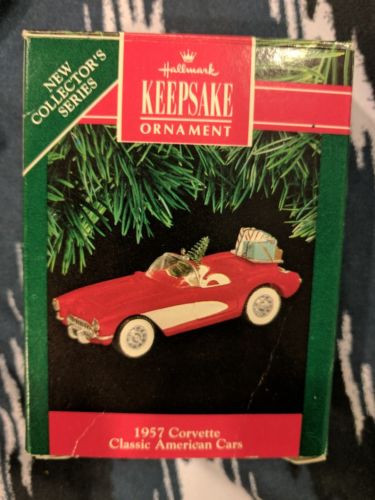 NEW
COLLECTOR'S
SERIES
Hallmark
KEEPSAKE
ORNAMENT
1957 Corvette
Classic American Cars